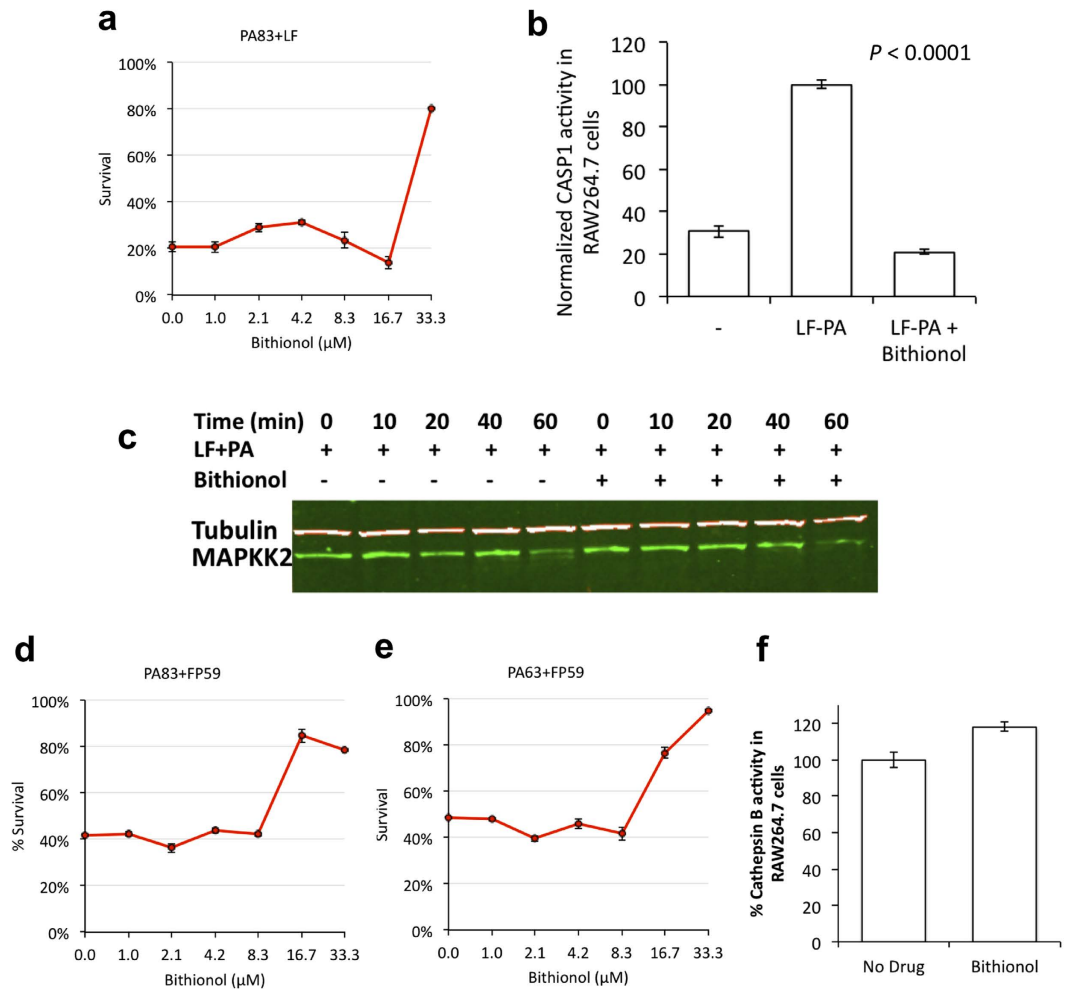 a
PA83+LF
Survival
100%
80%
60%
40%
20%
0%
0.0 1.0 2.1 4.2 8.3 16.7 33.3
Bithionol (μM)
b
Normalized CASP1 activity in
RAW264.7 cells
120
100
80
60
40
20
0
P < 0.0001
- LF-PA LF-PA +
Bithionol
c
Time (min) 0 10 20 40 60 0 10 20 40 60
LF+PA + + + + + + + + + +
Bithionol - - - - - + + + + +
Tubulin
MAPKK2
d
PA83+FP59
% Survival
100%
80%
60%
40%
20%
0%
0.0 1.0 2.1 4.2 8.3 16.7 33.3
Bithionol (μM)
e
PA63+FP59
Survival
100%
80%
60%
40%
20%
0%
0.0 1.0 2.1 4.2 8.3 16.7 33.3
Bithionol (μM)
f
% Cathepsin B activity in
RAW264.7 cells
120
100
80
60
40
20
0
No Drug Bithionol